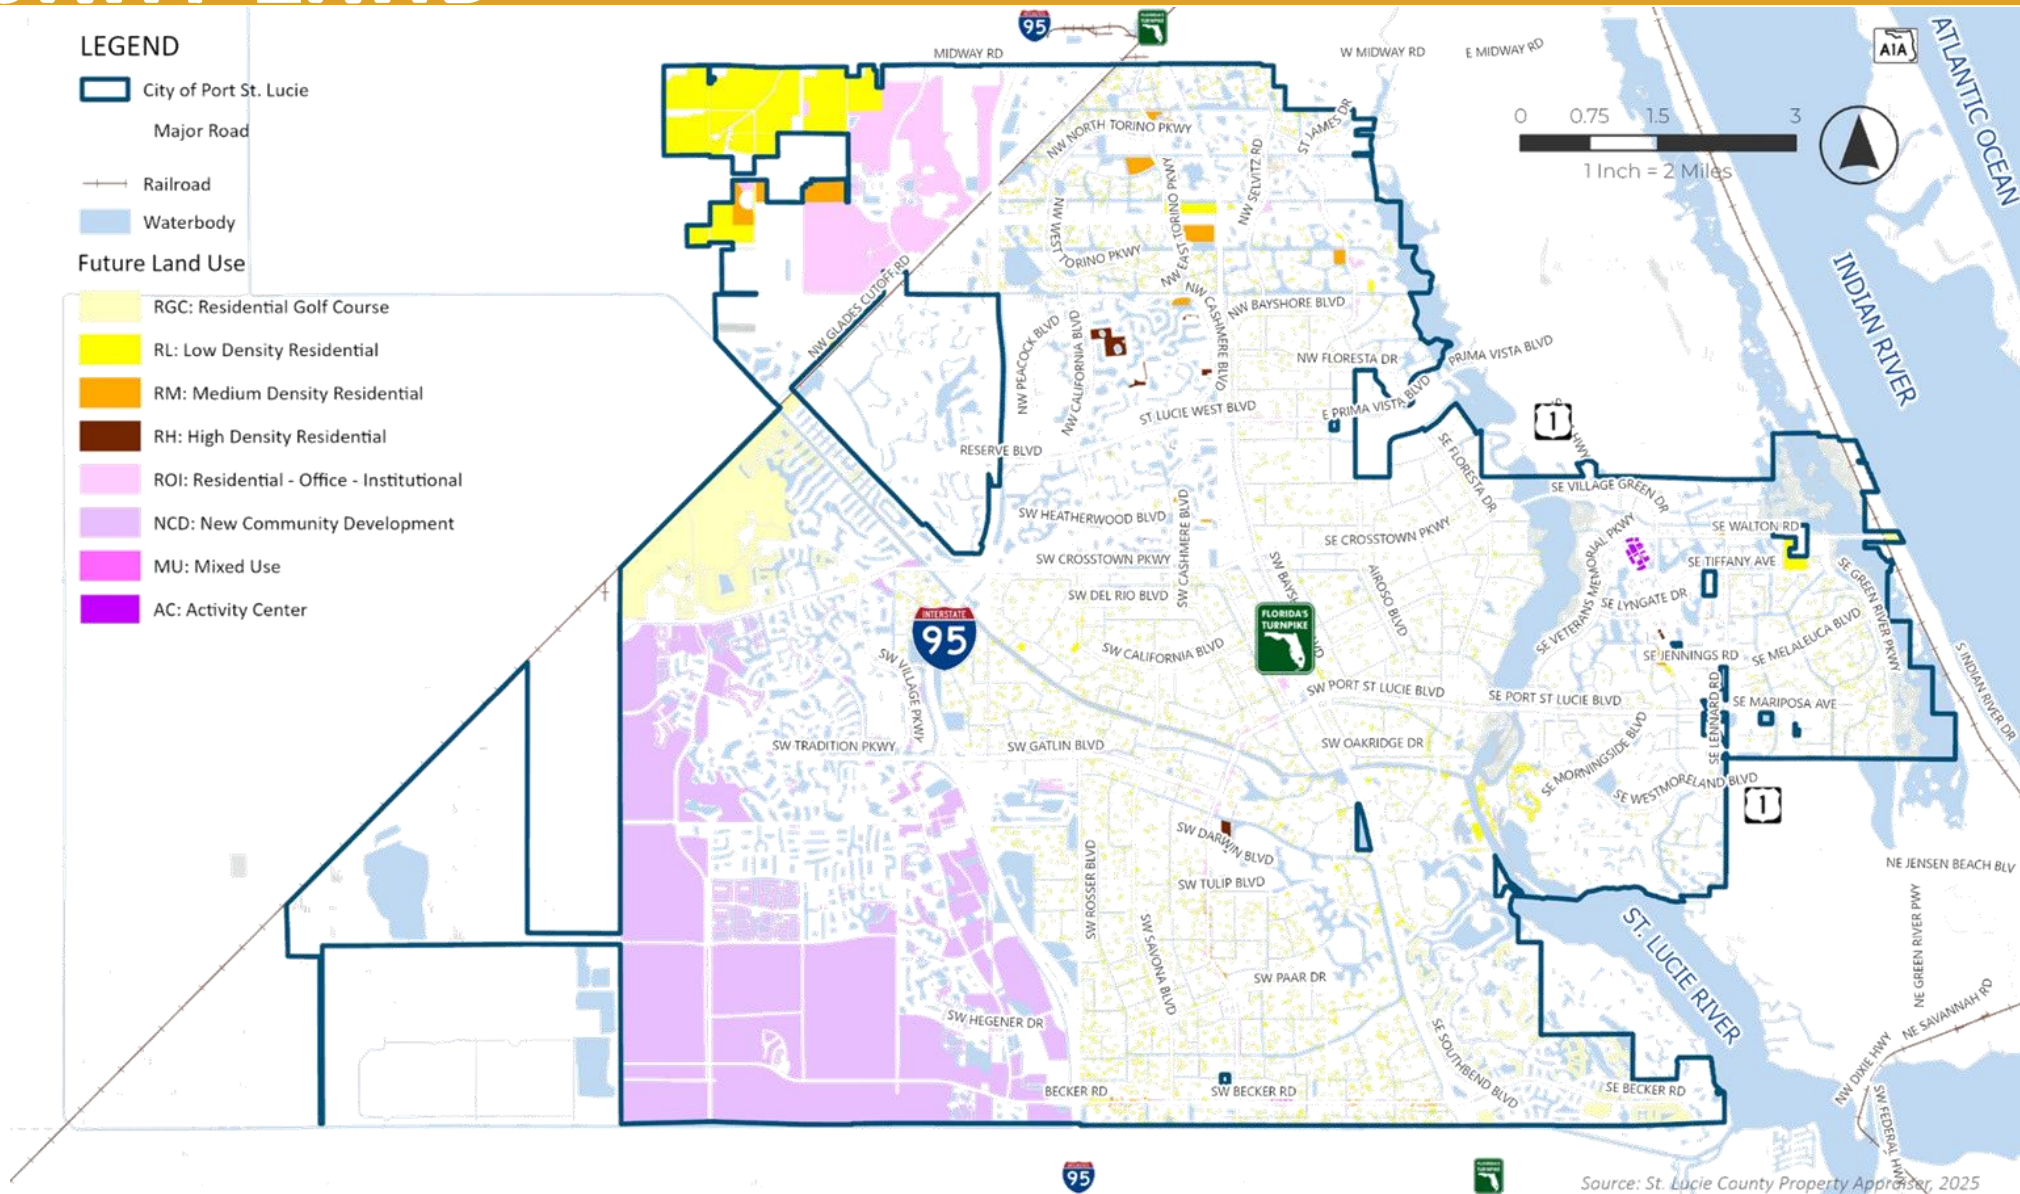 LEGEND
City of Port St. Lucie
Major Road
Railroad
Waterbody
Future Land Use
RGC: Residential Golf Course
RL: Low Density Residential
RM: Medium Density Residential
RH: High Density Residential
ROI: Residential - Office - Institutional
NCD: New Community Development
MU: Mixed Use
AC: Activity Center
95
MIDWAY RD
W MIDWAY RD
E MIDWAY RD
A1A
ATLANTIC OCEAN
0 0.75 1.5 3
1 Inch = 2 Miles
NW NORTH TORINO PKWY
ST JAMES DR
NW SELVITZ RD
NW WEST TORINO PKWY
NW EAST TORINO PKWY
INDIAN RIVER
NW GLADES CUTOFF RD
NW CASHMERE BLVD
NW BAYSHORE BLVD
NW PEACOCK BLVD
NW CALIFORNIA BLVD
NW FLORESTA DR
PRIMA VISTA BLVD
E PRIMA VISTA BLVD
ST LUCIE WEST BLVD
1
HWY
RESERVE BLVD
SE FLORESTA DR
SE VILLAGE GREEN DR
SW HEATHERWOOD BLVD
SW CASHMERE BLVD
SE CROSSTOWN PKWY
SE WALTON RD
SW CROSSTOWN PKWY
SE VETERANS MEMORIAL PKWY
SE TIFFANY AVE
SE GREEN RIVER PKWY
SW DEL RIO BLVD
AIROSO BLVD
SE LYNGATE DR
INTERSTATE
95
FLORIDA'S
TURNPIKE
SW CALIFORNIA BLVD
SE JENNINGS RD
SE MELALEUCA BLVD
S INDIAN RIVER DR
SW VILLAGE PKWY
SW PORT ST LUCIE BLVD
SE PORT ST LUCIE BLVD
SE LENNARD RD
SE MARIPOSA AVE
SW TRADITION PKWY
SW GATLIN BLVD
SW OAKRIDGE DR
SE MORNINGSIDE BLVD
SE WESTMORELAND BLVD
1
SW DARWIN BLVD
SW ROSSER BLVD
SW TULIP BLVD
NE JENSEN BEACH BLV
SW SAVONA BLVD
ST. LUCIE RIVER
NE GREEN RIVER PWY
SW PAAR DR
SW HEGENER DR
SE SOUTHBEND BLVD
NE SAVANNAH RD
NW DIXIE HWY
BECKER RD
SW BECKER RD
SE BECKER RD
SW FEDERAL HWY
95
Source: St. Lucie County Property Appraiser, 2025